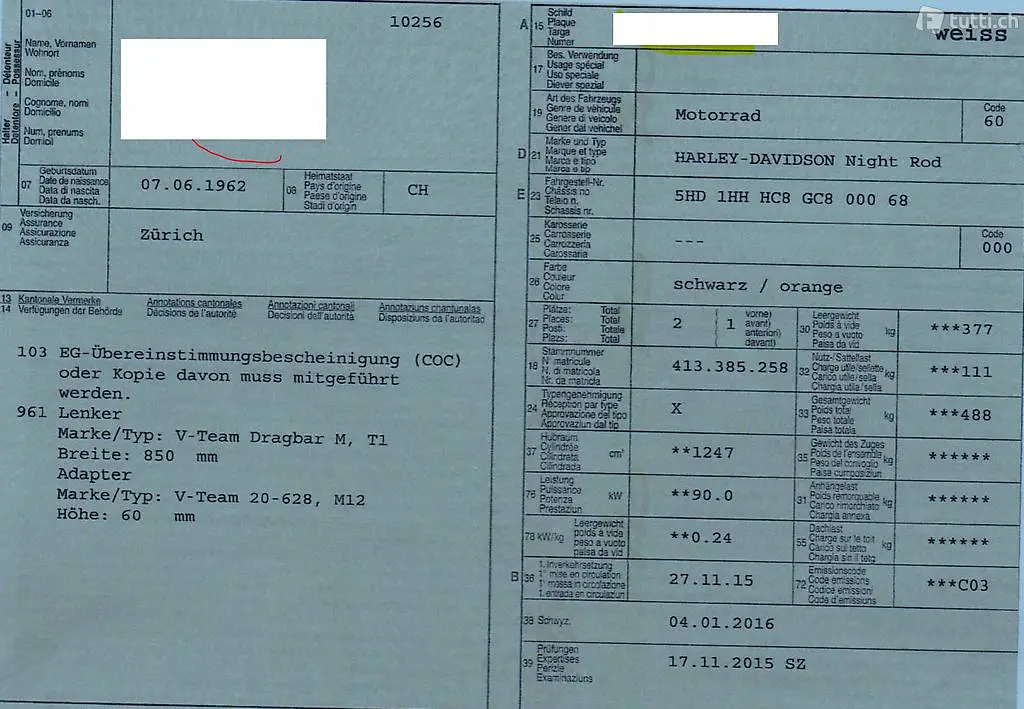 tutti.ch
01-06
10256
Halter -- Détenteur
Detentore -- Possessur
Name, Vornamen
Wohnort
Nom, prénoms
Domicile
Cognome, nomi
Domicilio
Num, prenums
Domicil
07
Geburtsdatum
Date de naissance
Data di nascita
Data da nasch.
07.06.1962
08
Heimatstaat
Pays d'origine
Paese d'origine
Stadi d'origin
CH
09
Versicherung
Assurance
Assicurazione
Assicuranza
Zürich
13 Kantonale Vermerke Annotations cantonales Annotazioni cantonali Annotaziuns chantunalas
14 Verfügungen der Behörde Décisions de l'autorité Decisioni dell'autorità Disposiziuns da l'autoritad
103 EG-Übereinstimmungsbescheinigung (COC)
oder Kopie davon muss mitgeführt
werden.
961 Lenker
Marke/Typ: V-Team Dragbar M, T1
Breite: 850 mm
Adapter
Marke/Typ: V-Team 20-628, M12
Höhe: 60 mm
A 15
Schild
Plaque
Targa
Numer
weiss
17
Bes. Verwendung
Usage spécial
Uso speciale
Diever spezial
19
Art des Fahrzeugs
Genre de véhicule
Genere di veicolo
Gener dal vehichel
Motorrad
Code
60
D 21
Marke und Typ
Marque et type
Marca e tipo
Marca e tip
HARLEY-DAVIDSON Night Rod
E 23
Fahrgestell-Nr.
Châssis no
Telaio n.
Schassis nr.
5HD 1HH HC8 GC8 000 68
25
Karosserie
Carrosserie
Carrozzeria
Carossaria
---
Code
000
26
Farbe
Couleur
Colore
Colur
schwarz / orange
27
Plätze: Total
Places: Total
Posti: Totale
Plazs: Total
2 ( 1
vorne)
avant)
anteriori)
davant)
30
Leergewicht
Poids à vide
Peso a vuoto
Paisa da vid
kg
***377
18
Stammnummer
N° matricule
N. di matricola
Nr. da matricla
413.385.258
32
Nutz-/Sattellast
Charge utile/sellette
Carico utile/sella
Chargia utila/sella
kg
***111
24
Typengenehmigung
Réception par type
Approvazione del tipo
Approvaziun dal tip
X
33
Gesamtgewicht
Poids total
Peso totale
Paisa totala
kg
***488
37
Hubraum
Cylindrée
Cilindrata
Cilindrada
cm³
**1247
35
Gewicht des Zuges
Poids de l'ensemble
Peso del convoglio
Paisa cumposiziun
kg
******
76
Leistung
Puissance
Potenza
Prestaziun
kW
**90.0
31
Anhängelast
Poids remorquable
Carico rimorchiato
Chargia annexa
kg
******
78 kW/kg
Leergewicht
poids à vide
peso a vuoto
paisa da vid
**0.24
55
Dachlast
Charge sur le toit
Carico sul tetto
Chargia sin il tetg
kg
******
B 36
1. Inverkehrsetzung
1re mise en circulation
1a messa in circolazione
1. entrada en circulaziun
27.11.15
72
Emissionscode
Code émissions
Codice emissioni
Code d'emissiuns
***C03
38 Schwyz.
04.01.2016
39
Prüfungen
Expertises
Perizie
Examinaziuns
17.11.2015 SZ